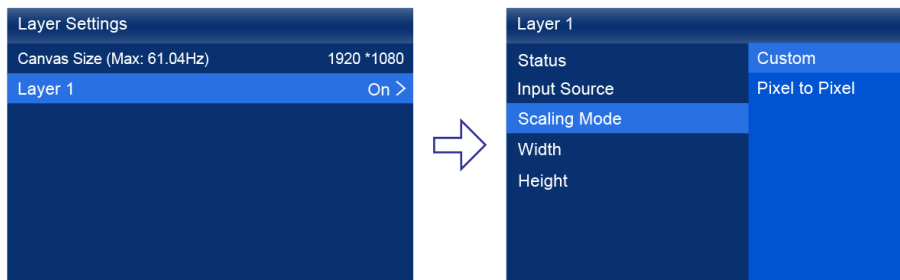 Layer Settings
Canvas Size (Max: 61.04Hz) 1920 *1080
Layer 1 On >
Layer 1
Status
Input Source
Scaling Mode
Width
Height
Custom
Pixel to Pixel